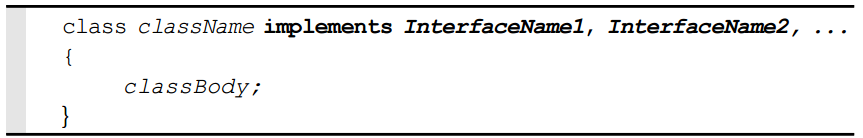 class className implements InterfaceName1, InterfaceName2, ...
{
classBody;
}